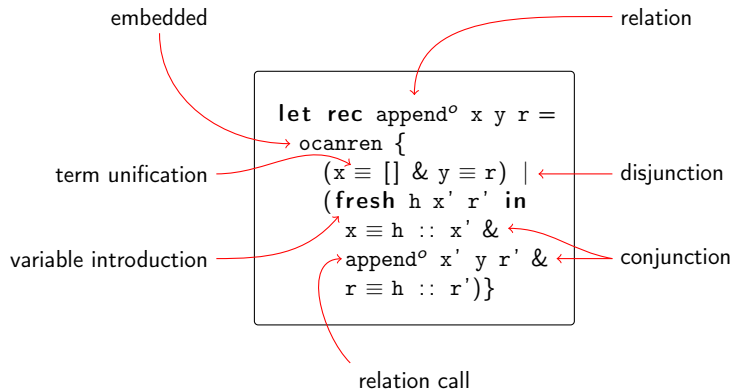 embedded
relation
let rec appendᵒ x y r =
ocanren {
(x ≡ [] & y ≡ r) |
term unification
disjunction
(fresh h x' r' in
x ≡ h :: x' &
variable introduction
conjunction
appendᵒ x' y r' &
r ≡ h :: r')}
relation call